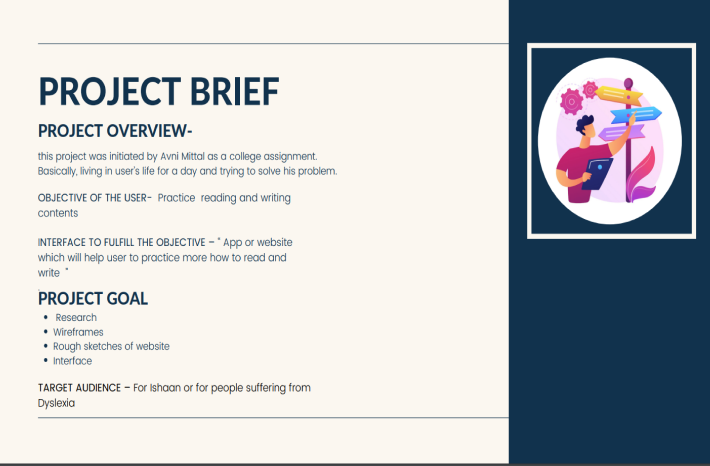 PROJECT BRIEF
PROJECT OVERVIEW-
this project was initiated by Avni Mittal as a college assignment.
Basically, living in user's life for a day and trying to solve his problem.
OBJECTIVE OF THE USER- Practice reading and writing
contents
INTERFACE TO FULFILL THE OBJECTIVE – " App or website
which will help user to practice more how to read and
write "
PROJECT GOAL
• Research
• Wireframes
• Rough sketches of website
• Interface
TARGET AUDIENCE – For Ishaan or for people suffering from
Dyslexia